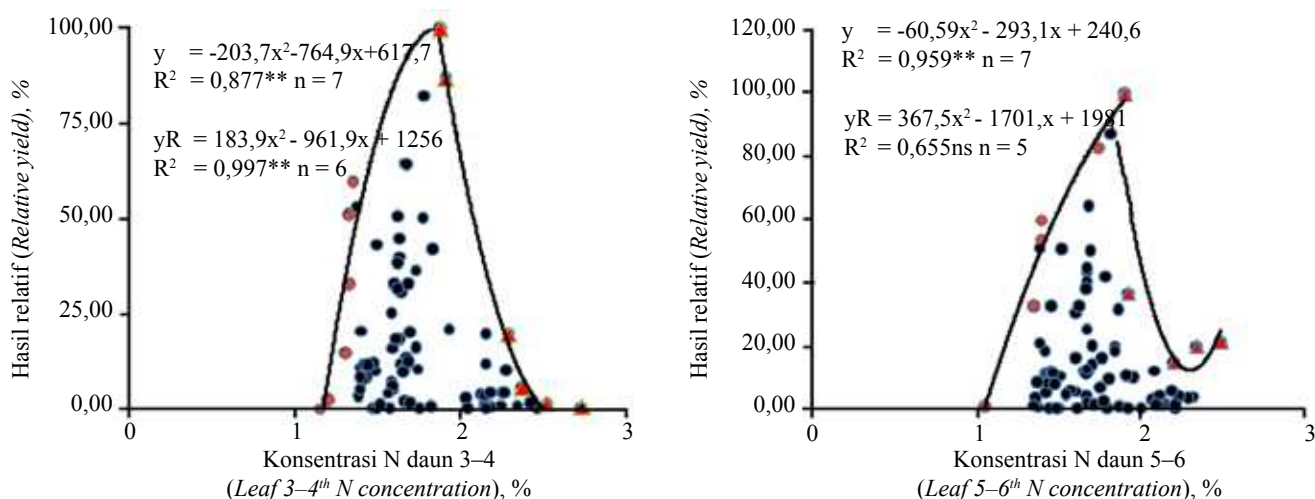 100,00
75,00
50,00
25,00
0,00
Hasil relatif (Relative yield), %
y = -203,7x²-764,9x+617,7
R² = 0,877** n = 7
yR = 183,9x² - 961,9x + 1256
R² = 0,997** n = 6
0 1 2 3
Konsentrasi N daun 3–4
(Leaf 3–4th N concentration), %
120,00
100,00
80,00
60,00
40,00
20,00
0,00
Hasil relatif (Relative yield), %
y = -60,59x² - 293,1x + 240,6
R² = 0,959** n = 7
yR = 367,5x² - 1701,x + 1981
R² = 0,655ns n = 5
0 1 2 3
Konsentrasi N daun 5–6
(Leaf 5–6th N concentration), %